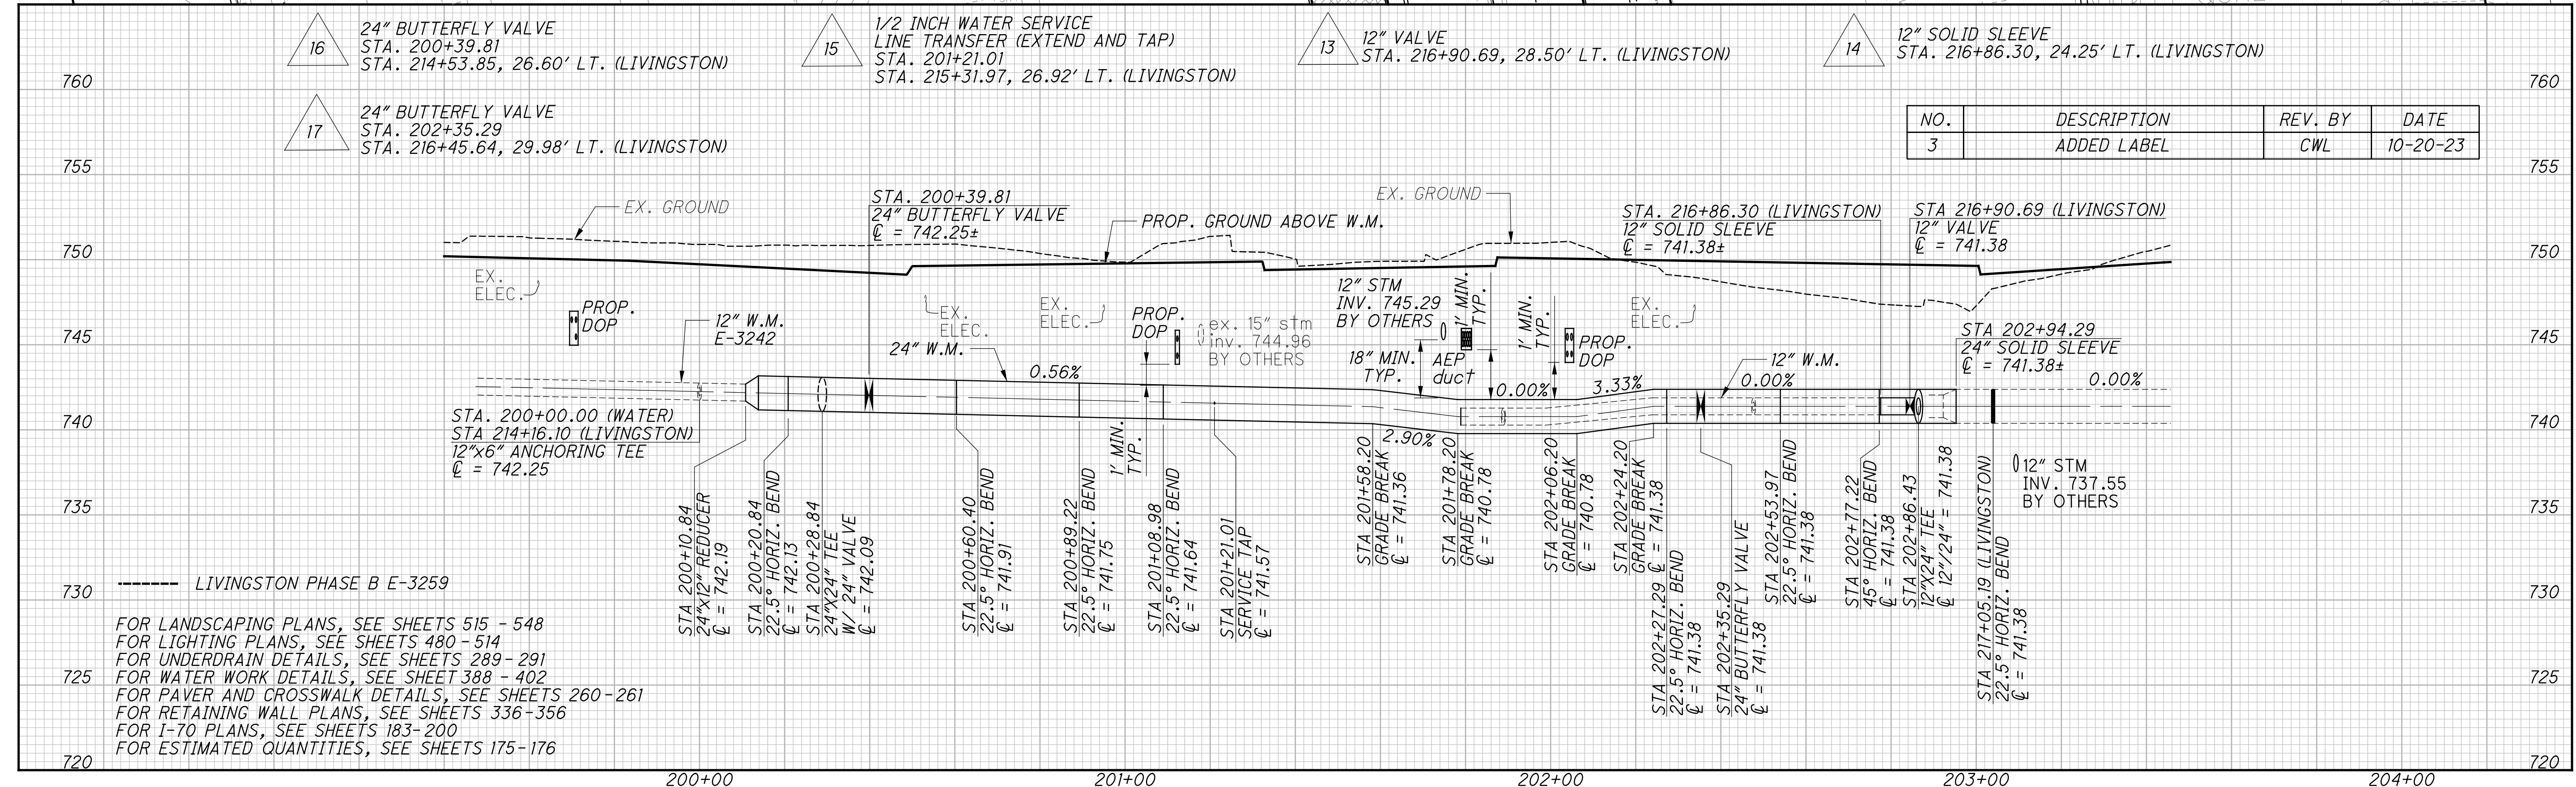 16
24" BUTTERFLY VALVE
STA. 200+39.81
STA. 214+53.85, 26.60' LT. (LIVINGSTON)
15
1/2 INCH WATER SERVICE
LINE TRANSFER (EXTEND AND TAP)
STA. 201+21.01
STA. 215+31.97, 26.92' LT. (LIVINGSTON)
13
12" VALVE
STA. 216+90.69, 28.50' LT. (LIVINGSTON)
14
12" SOLID SLEEVE
STA. 216+86.30, 24.25' LT. (LIVINGSTON)
17
24" BUTTERFLY VALVE
STA. 202+35.29
STA. 216+45.64, 29.98' LT. (LIVINGSTON)
NO. DESCRIPTION REV. BY DATE
3 ADDED LABEL CWL 10-20-23
760 760
755 755
750 750
745 745
740 740
735 735
730 730
725 725
720 720
EX. GROUND
STA. 200+39.81
24" BUTTERFLY VALVE
℄ = 742.25±
PROP. GROUND ABOVE W.M.
EX. GROUND
STA. 216+86.30 (LIVINGSTON)
12" SOLID SLEEVE
℄ = 741.38±
STA 216+90.69 (LIVINGSTON)
12" VALVE
℄ = 741.38
EX.
ELEC.
PROP.
DOP
12" W.M.
E-3242
24" W.M.
EX.
ELEC.
EX.
ELEC.
0.56%
PROP.
DOP
ex. 15" stm
inv. 744.96
BY OTHERS
12" STM
INV. 745.29
BY OTHERS
1' MIN.
TYP.
18" MIN.
TYP.
AEP
duct
1' MIN.
TYP.
0.00%
PROP.
DOP
3.33%
EX.
ELEC.
12" W.M.
0.00%
STA 202+94.29
24" SOLID SLEEVE
℄ = 741.38±
0.00%
STA. 200+00.00 (WATER)
STA 214+16.10 (LIVINGSTON)
12"x6" ANCHORING TEE
℄ = 742.25
1' MIN.
TYP.
2.90%
12" STM
INV. 737.55
BY OTHERS
STA 200+10.84
24"x12" REDUCER
℄ = 742.19
STA 200+20.84
22.5° HORIZ. BEND
℄ = 742.13
STA 200+28.84
24"X24" TEE
W/ 24" VALVE
℄ = 742.09
STA 200+60.40
22.5° HORIZ. BEND
℄ = 741.91
STA 200+89.22
22.5° HORIZ. BEND
℄ = 741.75
STA 201+08.98
22.5° HORIZ. BEND
℄ = 741.64
STA 201+21.01
SERVICE TAP
℄ = 741.57
STA 201+58.20
GRADE BREAK
℄ = 741.36
STA 201+78.20
GRADE BREAK
℄ = 740.78
STA 202+06.20
GRADE BREAK
℄ = 740.78
STA 202+24.20
GRADE BREAK
℄ = 741.38
STA 202+27.29
22.5° HORIZ. BEND
℄ = 741.38
STA 202+35.29
24" BUTTERFLY VALVE
℄ = 741.38
STA 202+53.97
22.5° HORIZ. BEND
℄ = 741.38
STA 202+77.22
45° HORIZ. BEND
℄ = 741.38
STA 202+86.43
12"X24" TEE
℄ 12"/24" = 741.38
STA 217+05.19 (LIVINGSTON)
22.5° HORIZ. BEND
℄ = 741.38
LIVINGSTON PHASE B E-3259
FOR LANDSCAPING PLANS, SEE SHEETS 515 - 548
FOR LIGHTING PLANS, SEE SHEETS 480 - 514
FOR UNDERDRAIN DETAILS, SEE SHEETS 289 - 291
FOR WATER WORK DETAILS, SEE SHEET 388 - 402
FOR PAVER AND CROSSWALK DETAILS, SEE SHEETS 260-261
FOR RETAINING WALL PLANS, SEE SHEETS 336-356
FOR I-70 PLANS, SEE SHEETS 183-200
FOR ESTIMATED QUANTITIES, SEE SHEETS 175-176
200+00 201+00 202+00 203+00 204+00